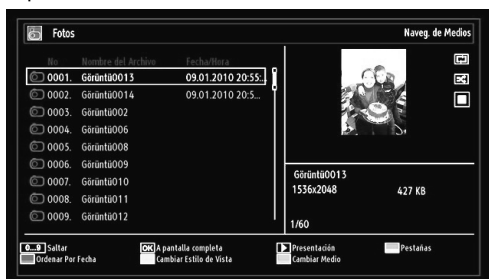 Fotos
Naveg. de Medios
No Nombre del Archivo Fecha/Hora
0001. Görüntü0013 09.01.2010 20:55:..
0002. Görüntü0014 09.01.2010 20:5...
0003. Görüntü002
0004. Görüntü006
0005. Görüntü008
0006. Görüntü009
0007. Görüntü010
0008. Görüntü011
0009. Görüntü012
Görüntü0013
1536x2048 427 KB
1/60
0...9 Saltar
OK A pantalla completa
Presentación
Pestañas
Ordenar Por Fecha
Cambiar Estilo de Vista
Cambiar Medio